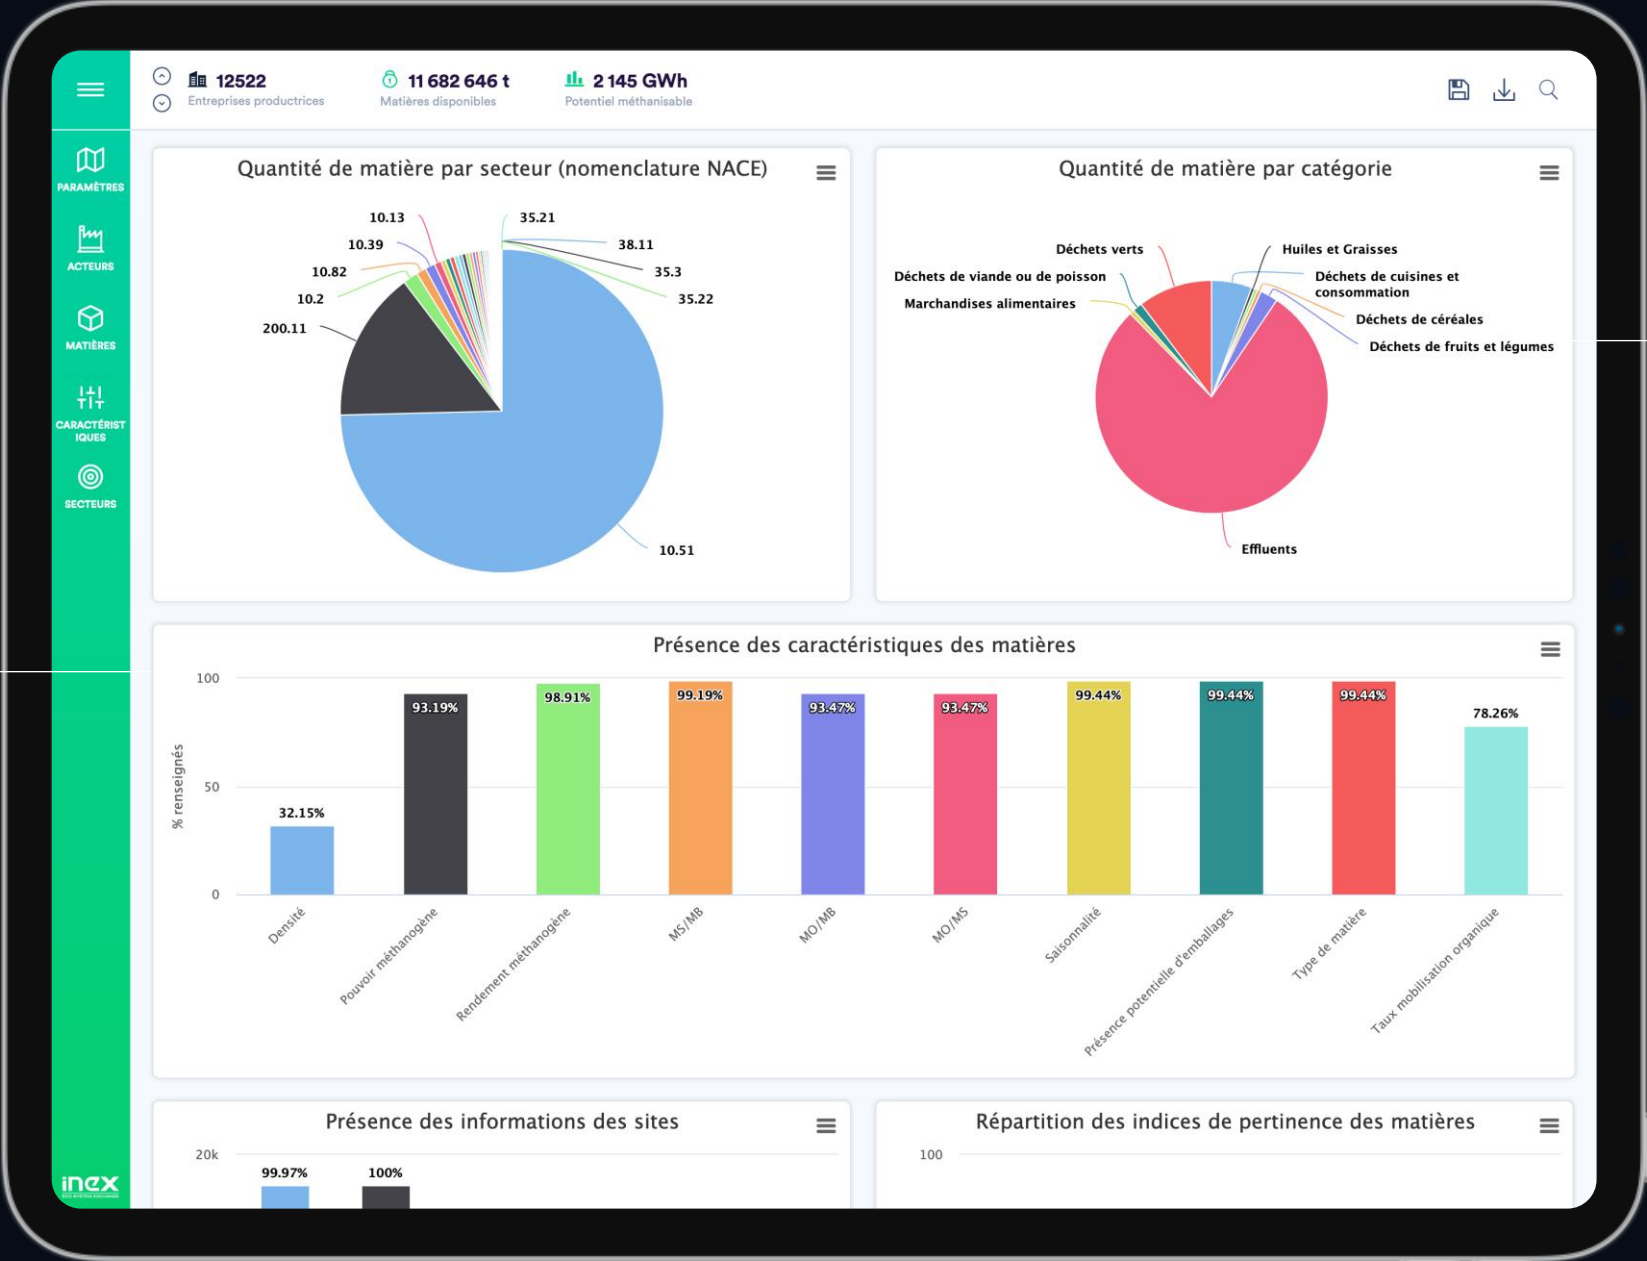 12522
Entreprises productrices
11 682 646 t
Matières disponibles
2 145 GWh
Potentiel méthanisable
PARAMÈTRES
ACTEURS
MATIÈRES
CARACTÉRIST
IQUES
SECTEURS
inex
Quantité de matière par secteur (nomenclature NACE)
10.13
35.21
10.39
38.11
10.82
35.3
10.2
35.22
200.11
10.51
Quantité de matière par catégorie
Déchets verts
Huiles et Graisses
Déchets de viande ou de poisson
Déchets de cuisines et
consommation
Marchandises alimentaires
Déchets de céréales
Déchets de fruits et légumes
Effluents
Présence des caractéristiques des matières
% renseignés
100
50
0
32.15%
93.19%
98.91%
99.19%
93.47%
93.47%
99.44%
99.44%
99.44%
78.26%
Densité
Pouvoir méthanogène
Rendement méthanogène
MS/MB
MO/MB
MO/MS
Saisonnalité
Présence potentielle d'emballages
Type de matière
Taux mobilisation organique
Présence des informations des sites
20k
99.97%
100%
Répartition des indices de pertinence des matières
100